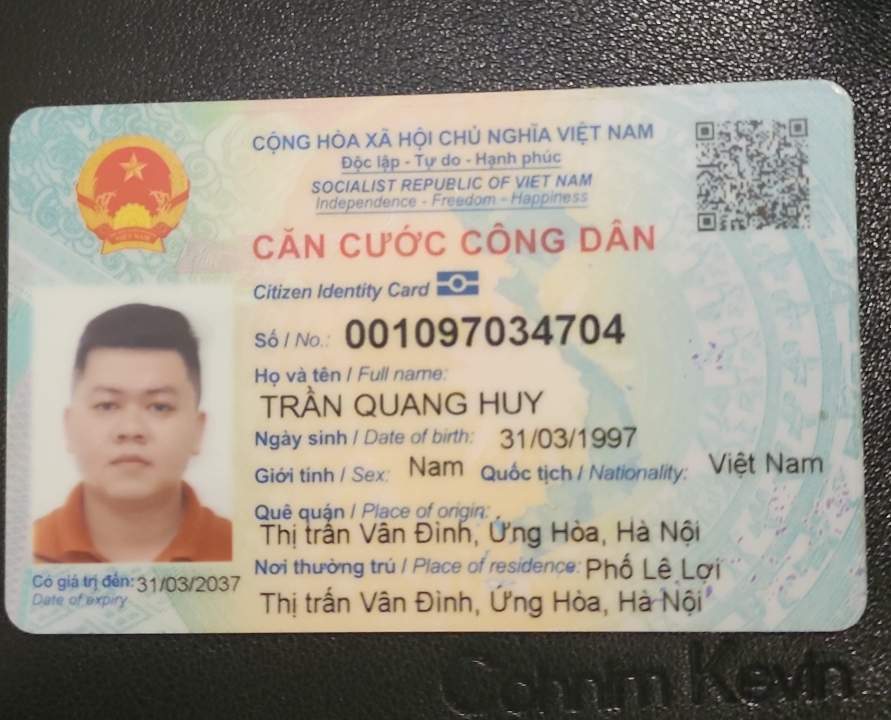 CỘNG HÒA XÃ HỘI CHỦ NGHĨA VIỆT NAM
Độc lập - Tự do - Hạnh phúc
SOCIALIST REPUBLIC OF VIET NAM
Independence - Freedom - Happiness
CĂN CƯỚC CÔNG DÂN
Citizen Identity Card
Số / No.: 001097034704
Họ và tên / Full name:
TRẦN QUANG HUY
Ngày sinh / Date of birth: 31/03/1997
Giới tính / Sex: Nam Quốc tịch / Nationality: Việt Nam
Quê quán / Place of origin:
Thị trấn Vân Đình, Ứng Hòa, Hà Nội
Nơi thường trú / Place of residence: Phố Lê Lợi
Thị trấn Vân Đình, Ứng Hòa, Hà Nội
Có giá trị đến: 31/03/2037
Date of expiry
VIỆT NAM
Kevin